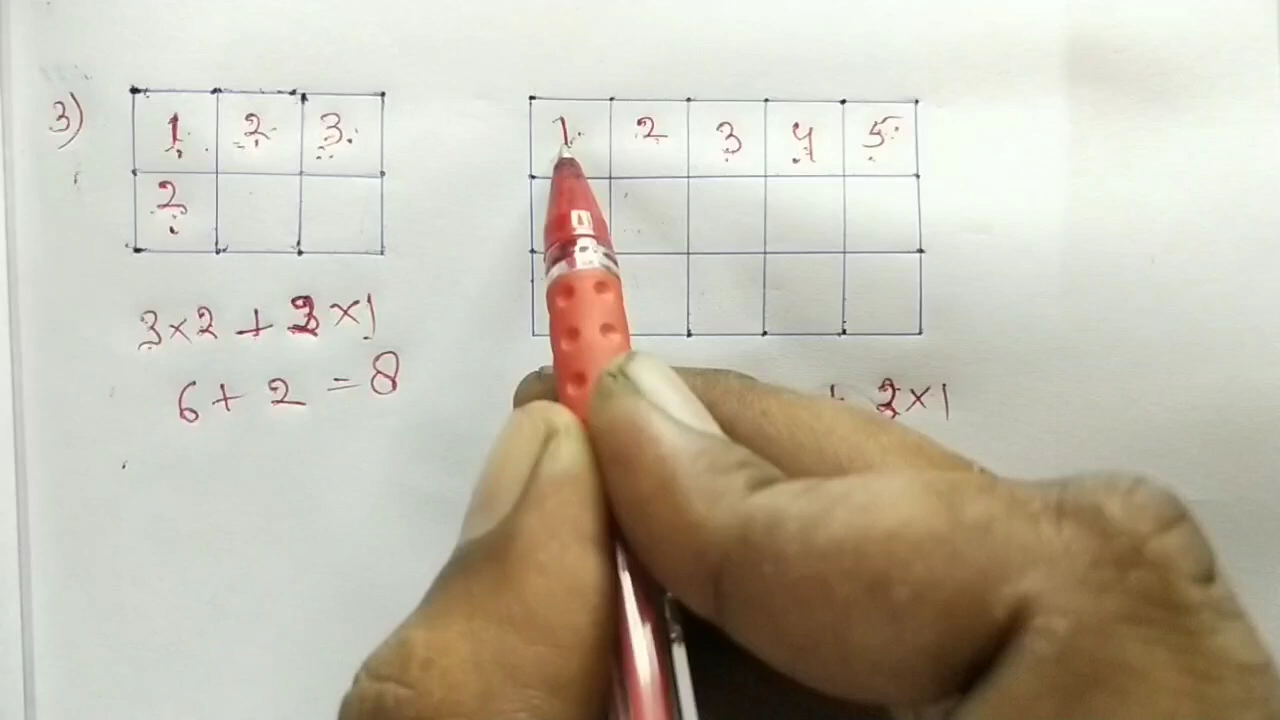 3)
1 2 3
2
3×2 + 2×1
6 + 2 = 8
1 2 3 4 5
+ 2×1